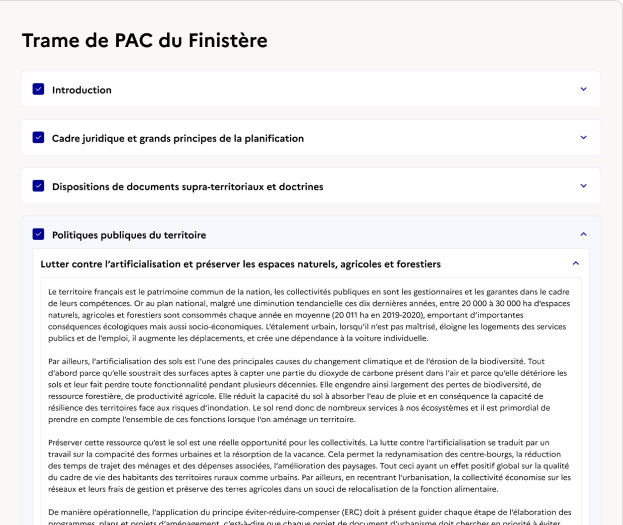 Trame de PAC du Finistère
Introduction
Cadre juridique et grands principes de la planification
Dispositions de documents supra-territoriaux et doctrines
Politiques publiques du territoire
Lutter contre l'artificialisation et préserver les espaces naturels, agricoles et forestiers
Le territoire français est le patrimoine commun de la nation, les collectivités publiques en sont les gestionnaires et les garantes dans le cadre
de leurs compétences. Or au plan national, malgré une diminution tendancielle ces dix dernières années, entre 20 000 à 30 000 ha d'espaces
naturels, agricoles et forestiers sont consommés chaque année en moyenne (20 011 ha en 2019-2020), emportant d'importantes
conséquences écologiques mais aussi socio-économiques. L'étalement urbain, lorsqu'il n'est pas maîtrisé, éloigne les logements des services
publics et de l'emploi, il augmente les déplacements, et crée une dépendance à la voiture individuelle.
Par ailleurs, l'artificialisation des sols est l'une des principales causes du changement climatique et de l'érosion de la biodiversité. Tout
d'abord parce qu'elle soustrait des surfaces aptes à capter une partie du dioxyde de carbone présent dans l'air et parce qu'elle détériore les
sols et leur fait perdre toute fonctionnalité pendant plusieurs décennies. Elle engendre ainsi largement des pertes de biodiversité, de
ressource forestière, de productivité agricole. Elle réduit la capacité du sol à absorber l'eau de pluie et en conséquence la capacité de
résilience des territoires face aux risques d'inondation. Le sol rend donc de nombreux services à nos écosystèmes et il est primordial de
prendre en compte l'ensemble de ces fonctions lorsque l'on aménage un territoire.
Préserver cette ressource qu'est le sol est une réelle opportunité pour les collectivités. La lutte contre l'artificialisation se traduit par un
travail sur la compacité des formes urbaines et la résorption de la vacance. Cela permet la redynamisation des centre-bourgs, la réduction
des temps de trajet des ménages et des dépenses associées, l'amélioration des paysages. Tout ceci ayant un effet positif global sur la qualité
du cadre de vie des habitants des territoires ruraux comme urbains. Par ailleurs, en recentrant l'urbanisation, la collectivité économise sur les
réseaux et leurs frais de gestion et préserve des terres agricoles dans un souci de relocalisation de la fonction alimentaire.
De manière opérationnelle, l'application du principe éviter-réduire-compenser (ERC) doit à présent guider chaque étape de l'élaboration des
programmes, plans et projets d'aménagement, c'est-à-dire que chaque projet de document d'urbanisme doit chercher en priorité à éviter